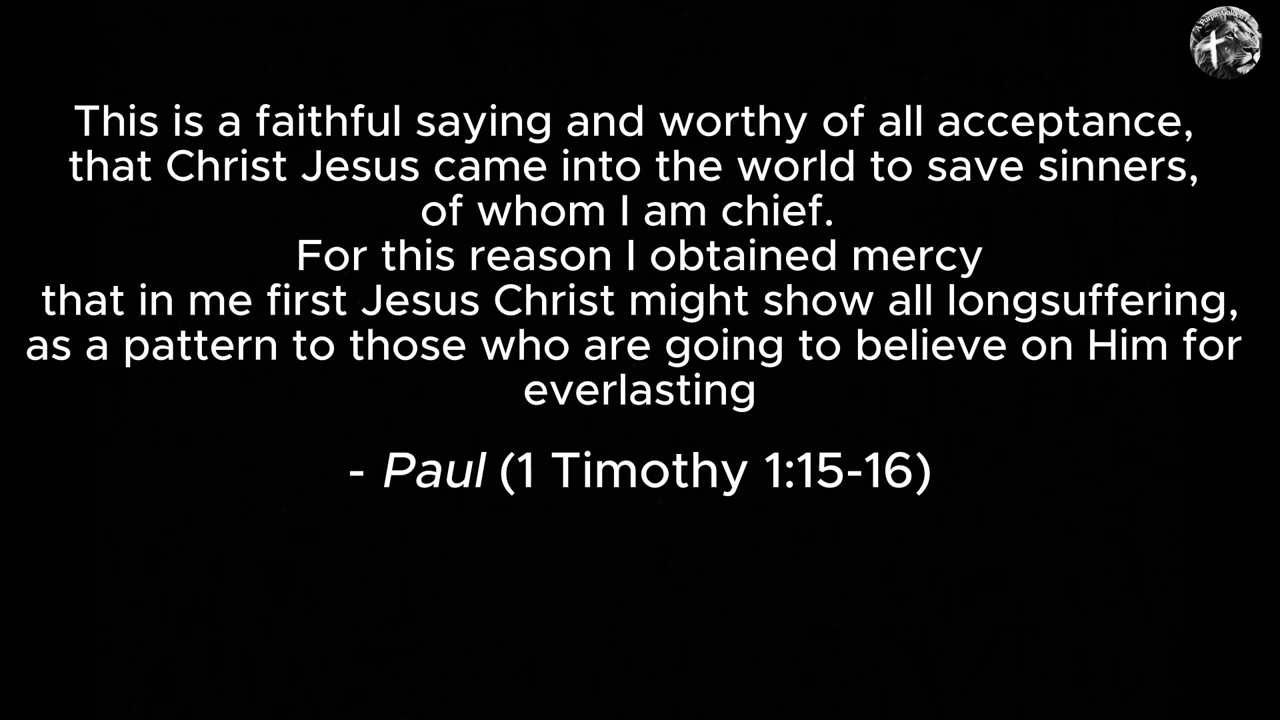 This is a faithful saying and worthy of all acceptance,
that Christ Jesus came into the world to save sinners,
of whom I am chief.
For this reason I obtained mercy
that in me first Jesus Christ might show all longsuffering,
as a pattern to those who are going to believe on Him for
everlasting
- Paul (1 Timothy 1:15-16)